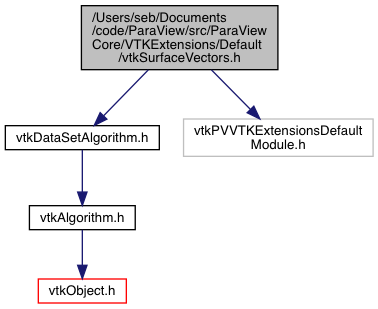 /Users/seb/Documents
/code/ParaView/src/ParaView
Core/VTKExtensions/Default
/vtkSurfaceVectors.h
vtkDataSetAlgorithm.h
vtkPVVTKExtensionsDefault
Module.h
vtkAlgorithm.h
vtkObject.h